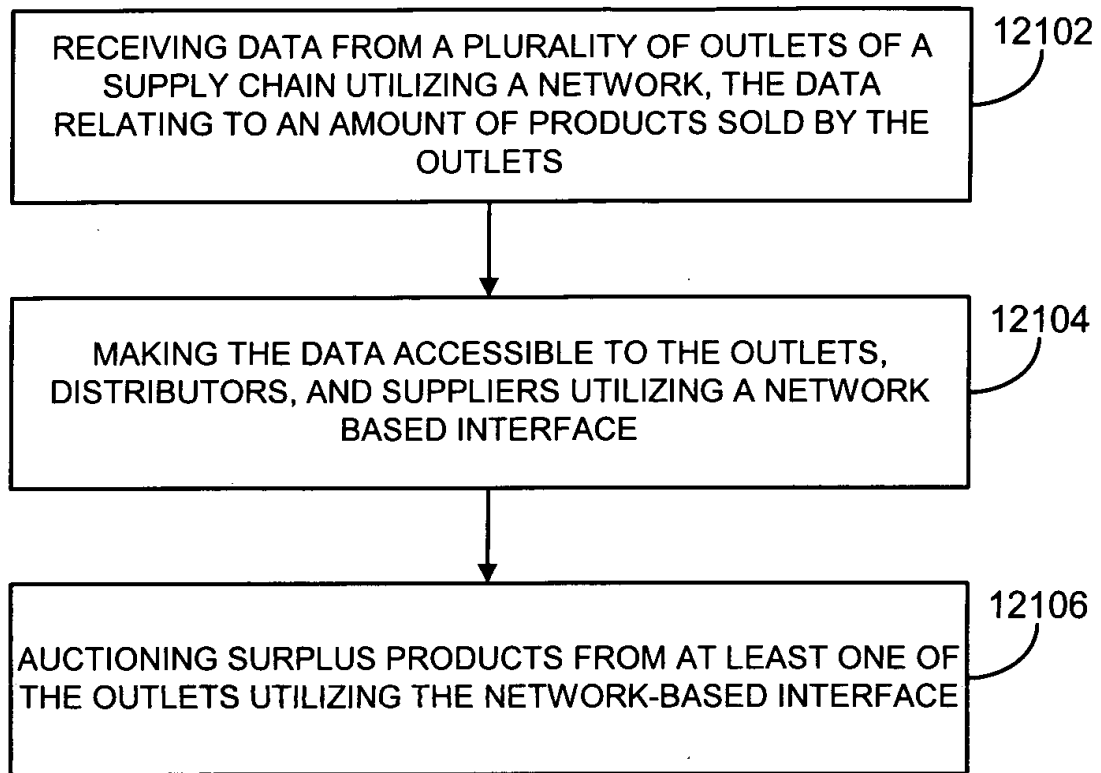 RECEIVING DATA FROM A PLURALITY OF OUTLETS OF A
SUPPLY CHAIN UTILIZING A NETWORK, THE DATA
RELATING TO AN AMOUNT OF PRODUCTS SOLD BY THE
OUTLETS
12102
MAKING THE DATA ACCESSIBLE TO THE OUTLETS,
DISTRIBUTORS, AND SUPPLIERS UTILIZING A NETWORK
BASED INTERFACE
12104
AUCTIONING SURPLUS PRODUCTS FROM AT LEAST ONE OF
THE OUTLETS UTILIZING THE NETWORK-BASED INTERFACE
12106